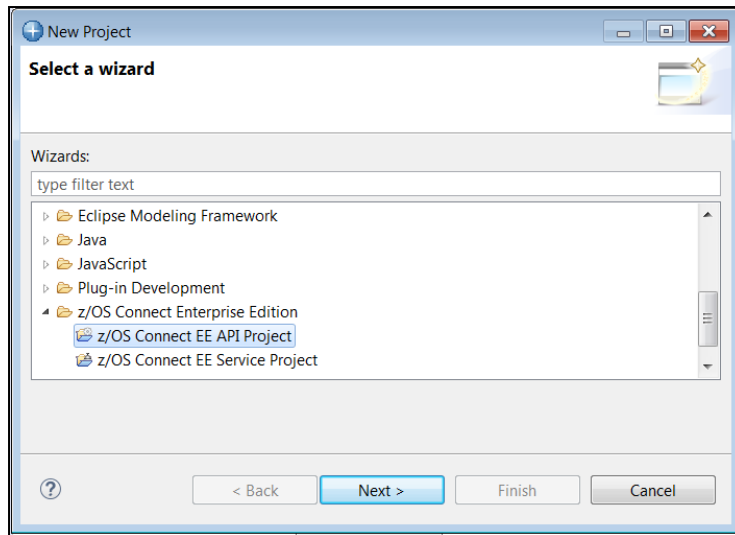 New Project
Select a wizard
Wizards:
type filter text
Eclipse Modeling Framework
Java
JavaScript
Plug-in Development
z/OS Connect Enterprise Edition
z/OS Connect EE API Project
z/OS Connect EE Service Project
? < Back Next > Finish Cancel